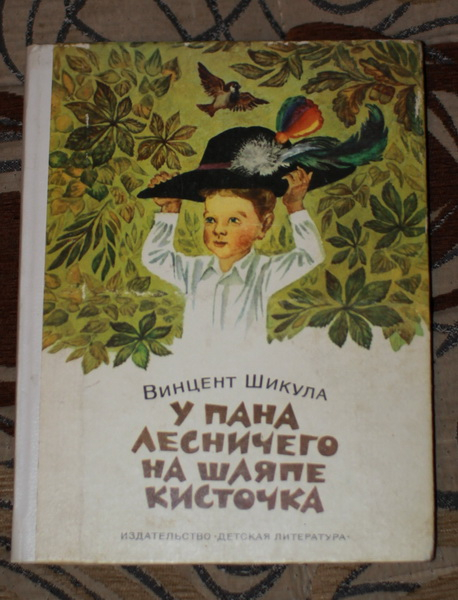 Винцент Шикула
У ПАНА
ЛЕСНИЧЕГО
НА ШЛЯПЕ
КИСТОЧКА
ИЗДАТЕЛЬСТВО «ДЕТСКАЯ ЛИТЕРАТУРА»